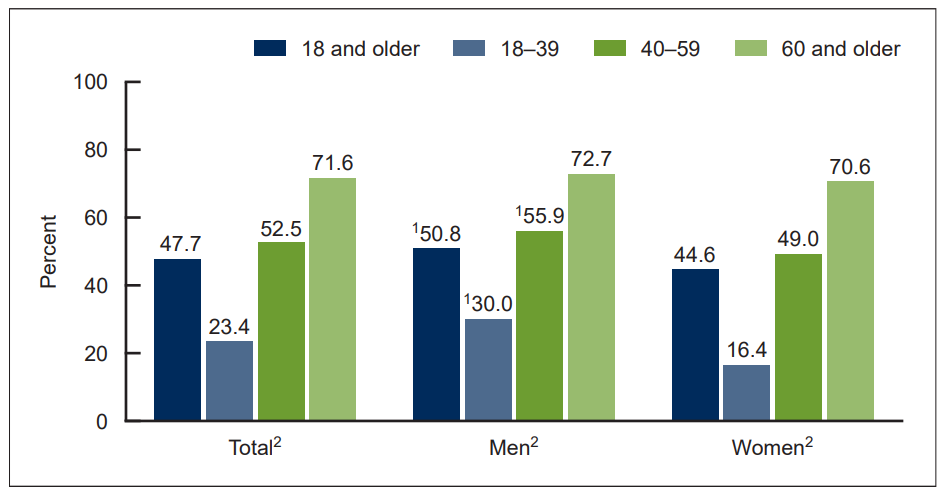 18 and older 18–39 40–59 60 and older
Percent
100
80
60
40
20
0
47.7 23.4 52.5 71.6
¹50.8 ¹30.0 ¹55.9 72.7
44.6 16.4 49.0 70.6
Total² Men² Women²